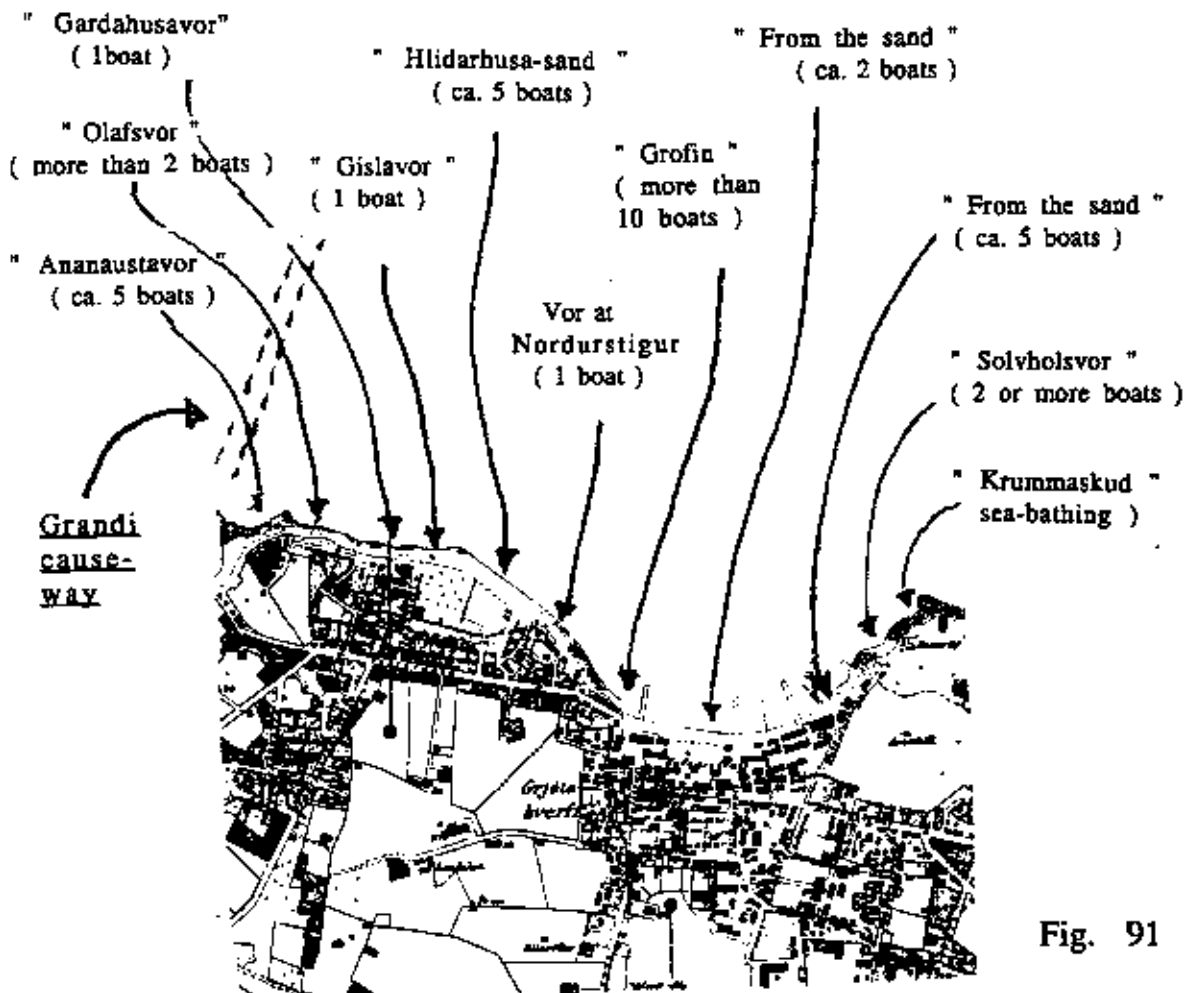 " Gardahusavor"
( 1boat )
" Hlidarhusa-sand "
( ca. 5 boats )
" From the sand "
( ca. 2 boats )
" Olafsvor "
( more than 2 boats )
" Gislavor "
( 1 boat )
" Grofin "
( more than
10 boats )
" From the sand "
( ca. 5 boats )
" Ananaustavor "
( ca. 5 boats )
Vor at
Nordurstigur
( 1 boat )
" Solvholsvor "
( 2 or more boats )
" Krummaskud "
sea-bathing )
Grandi
cause-
way
Grjóta
hverfi
Fig. 91